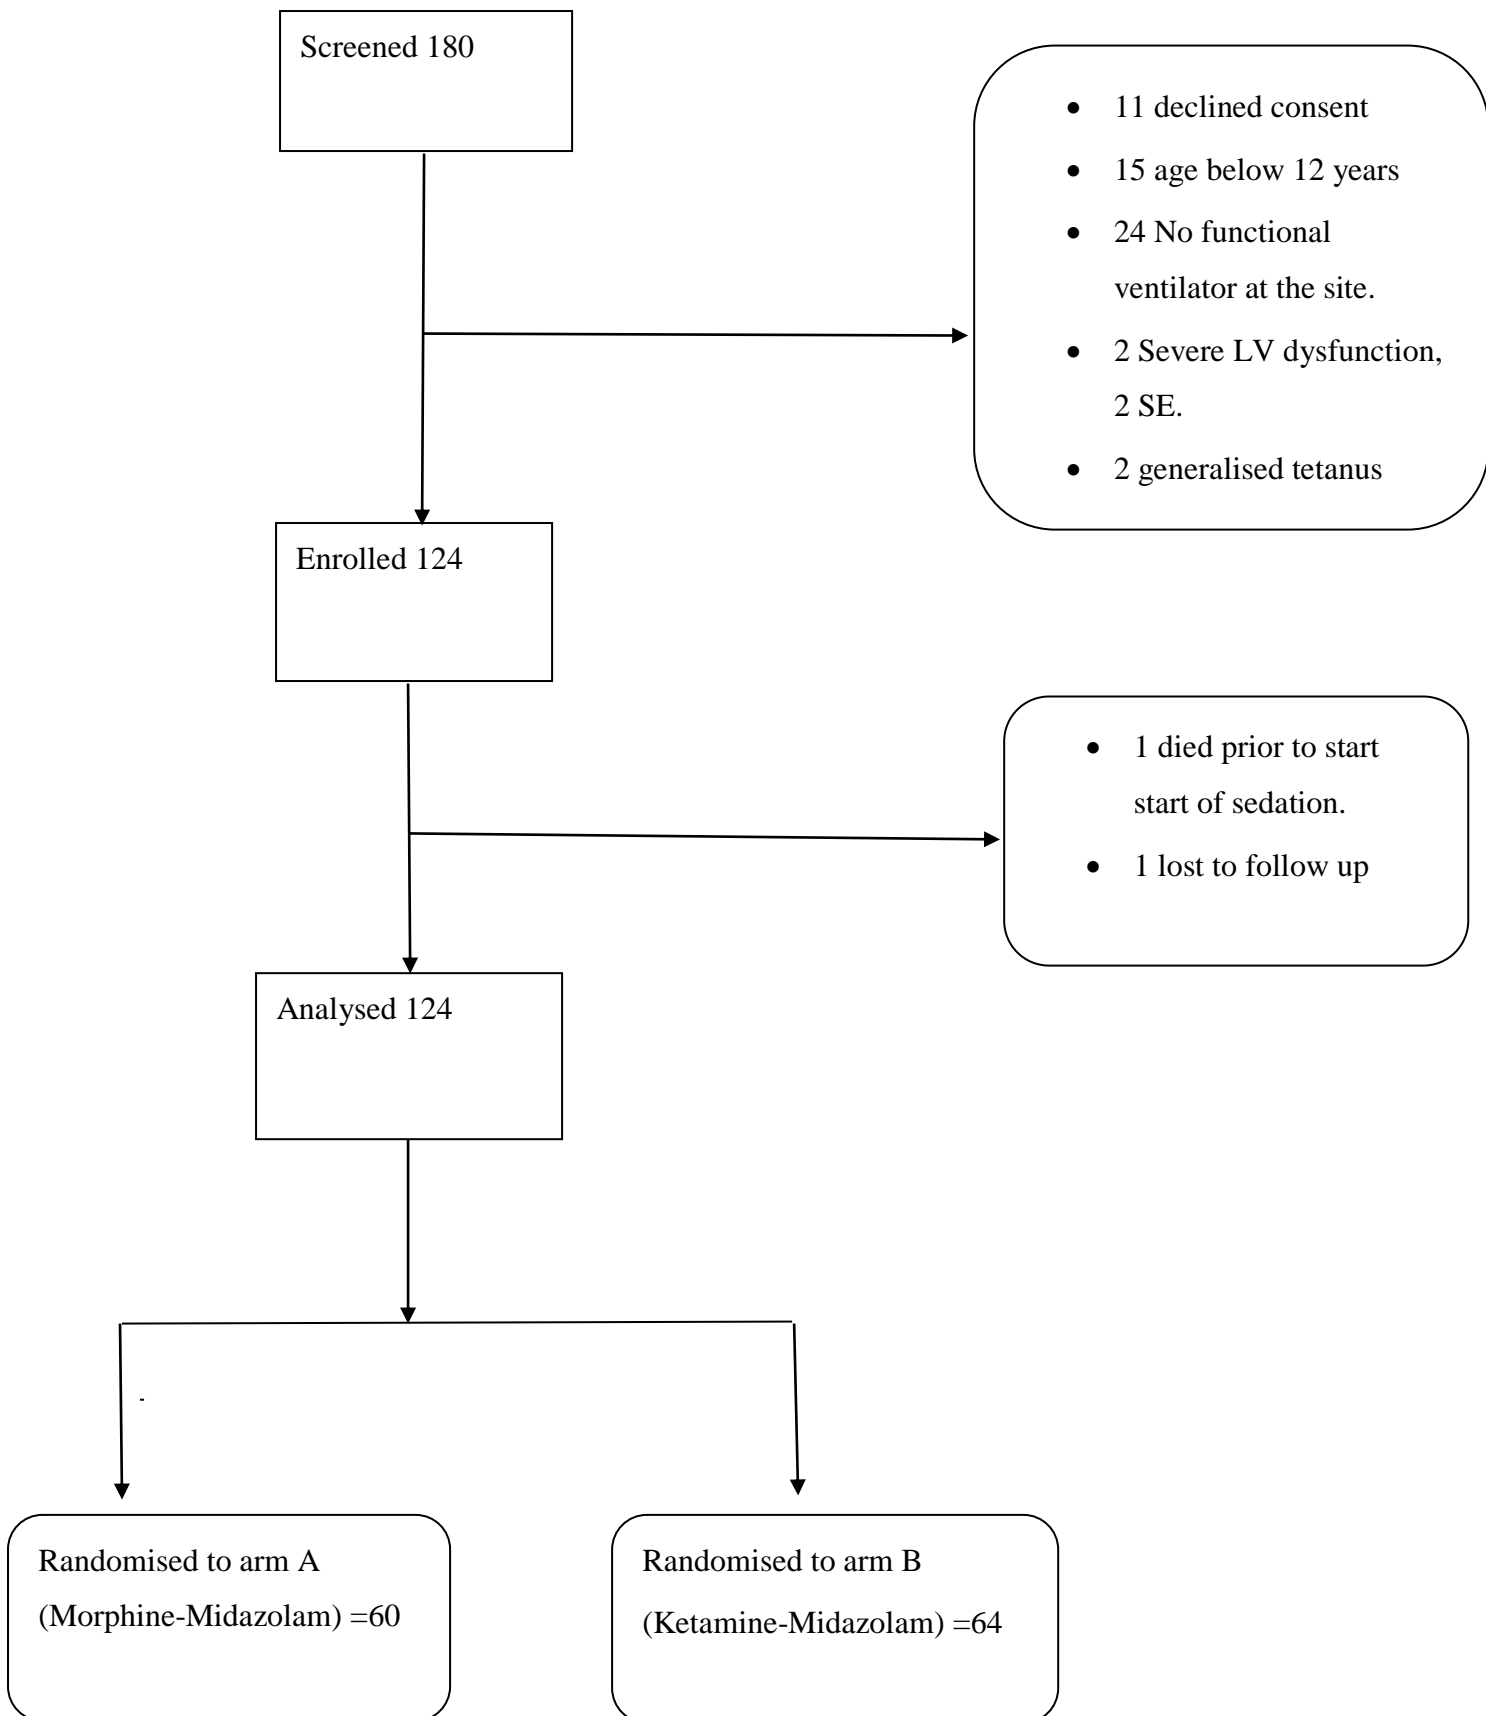 Screened 180
• 11 declined consent
• 15 age below 12 years
• 24 No functional
ventilator at the site.
• 2 Severe LV dysfunction,
2 SE.
• 2 generalised tetanus
Enrolled 124
• 1 died prior to start
start of sedation.
• 1 lost to follow up
Analysed 124
-
Randomised to arm A
(Morphine-Midazolam) =60
Randomised to arm B
(Ketamine-Midazolam) =64